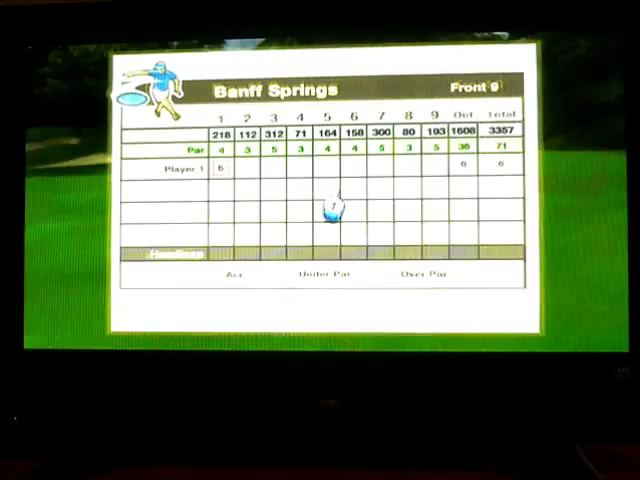 Banff Springs Front 9
1 2 3 4 5 6 7 8 9 Out Total
218 112 312 71 164 158 300 80 193 1608 3357
Par 4 3 5 3 4 4 5 3 5 36 71
Player 1 6 6 6
Handicap
Ace Under Par Over Par